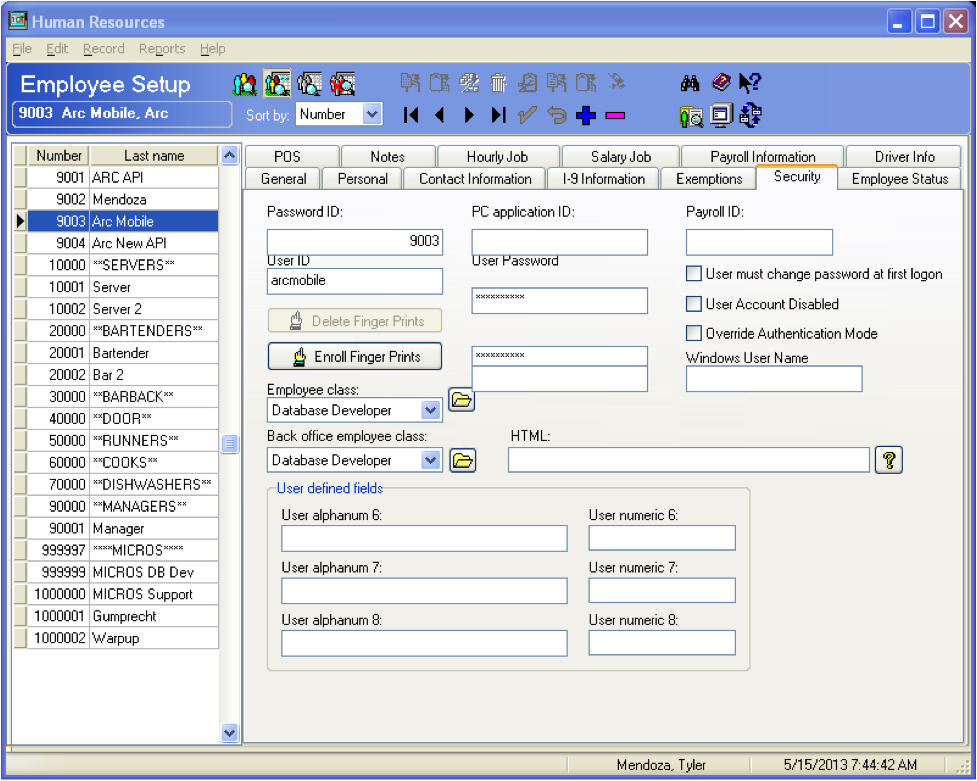 Human Resources
File Edit Record Reports Help
Employee Setup
9003 Arc Mobile, Arc
Sort by: Number
Number Last name
9001 ARC API
9002 Mendoza
9003 Arc Mobile
9004 Arc New API
10000 **SERVERS**
10001 Server
10002 Server 2
20000 **BARTENDERS**
20001 Bartender
20002 Bar 2
30000 **BARBACK**
40000 **DOOR**
50000 **RUNNERS**
60000 **COOKS**
70000 **DISHWASHERS**
90000 **MANAGERS**
90001 Manager
999997 ****MICROS****
999999 MICROS DB Dev
1000000 MICROS Support
1000001 Gumprecht
1000002 Warpup
POS Notes Hourly Job Salary Job Payroll Information Driver Info
General Personal Contact Information I-9 Information Exemptions Security Employee Status
Password ID: PC application ID: Payroll ID:
9003
User ID User Password
arcmobile
**********
User must change password at first logon
User Account Disabled
Override Authentication Mode
Delete Finger Prints
Enroll Finger Prints
**********
Windows User Name
Employee class:
Database Developer
Back office employee class: HTML:
Database Developer
User defined fields
User alphanum 6: User numeric 6:
User alphanum 7: User numeric 7:
User alphanum 8: User numeric 8:
Mendoza, Tyler 5/15/2013 7:44:42 AM